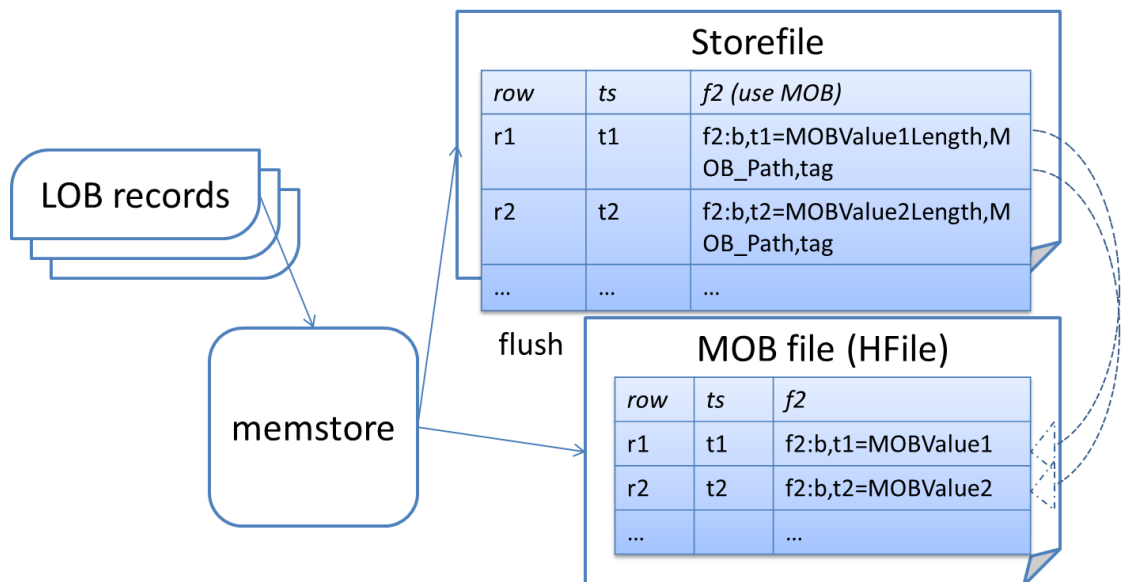 Storefile
row ts f2 (use MOB)
r1 t1 f2:b,t1=MOBValue1Length,M
OB_Path,tag
r2 t2 f2:b,t2=MOBValue2Length,M
OB_Path,tag
... ... ...
LOB records
memstore
flush
MOB file (HFile)
row ts f2
r1 t1 f2:b,t1=MOBValue1
r2 t2 f2:b,t2=MOBValue2
... ...